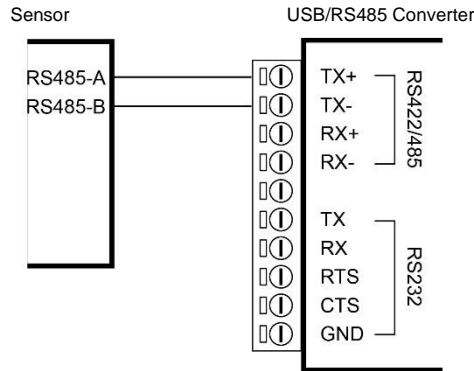 Sensor
USB/RS485 Converter
RS485-A
RS485-B
TX+
TX-
RX+
RX-
RS422/485
TX
RX
RTS
CTS
GND
RS232